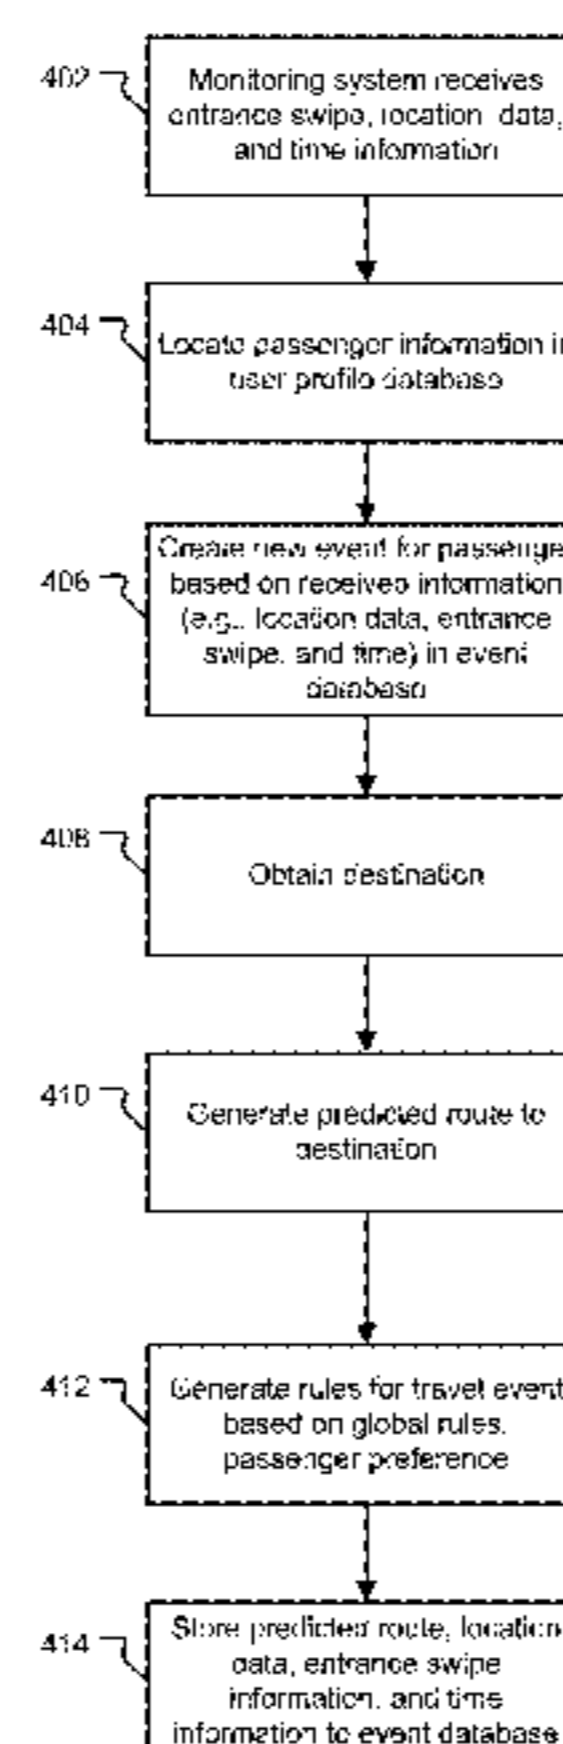 402
Monitoring system receives
entrance swipe, location data,
and time information
404
Locate passenger information i
user profile database
406
Create new event for passenge
based on received information
(e.g., location data, entrance
swipe, and time) in event
database
408
Obtain destination
410
Generate predicted route to
destination
412
Generate rules for travel event
based on global rules,
passenger preference
414
Store predicted route, location
data, entrance swipe
information, and time
information to event database